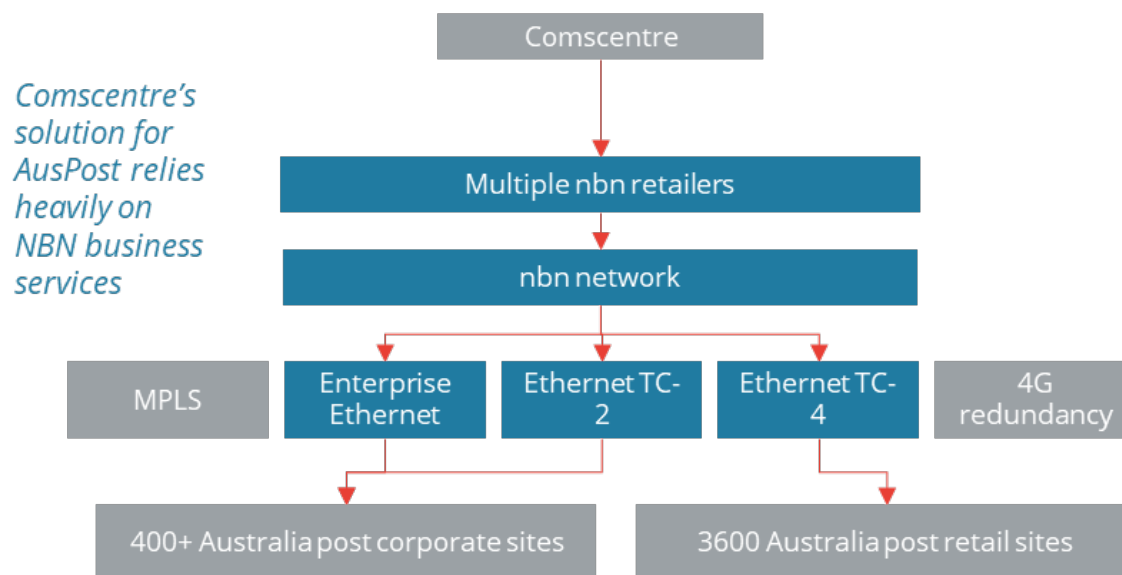 Comscentre
Comscentre's
solution for
AusPost relies
heavily on
NBN business
services
Multiple nbn retailers
nbn network
MPLS
Enterprise
Ethernet
Ethernet TC-
2
Ethernet TC-
4
4G
redundancy
400+ Australia post corporate sites
3600 Australia post retail sites